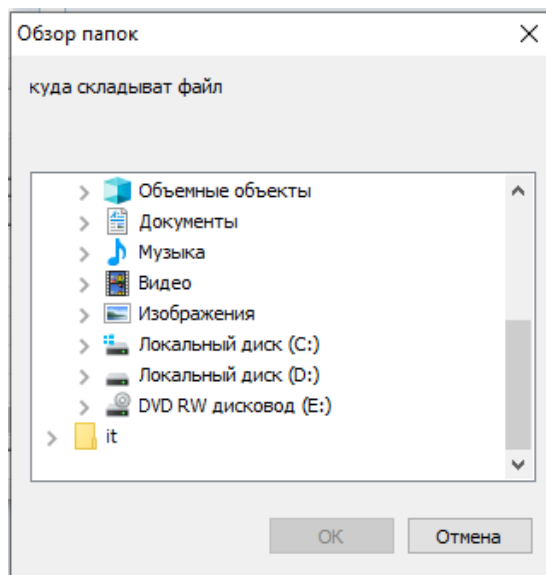 Обзор папок
куда складыват файл
Объемные объекты
Документы
Музыка
Видео
Изображения
Локальный диск (C:)
Локальный диск (D:)
DVD RW дисковод (E:)
it
ОК
Отмена